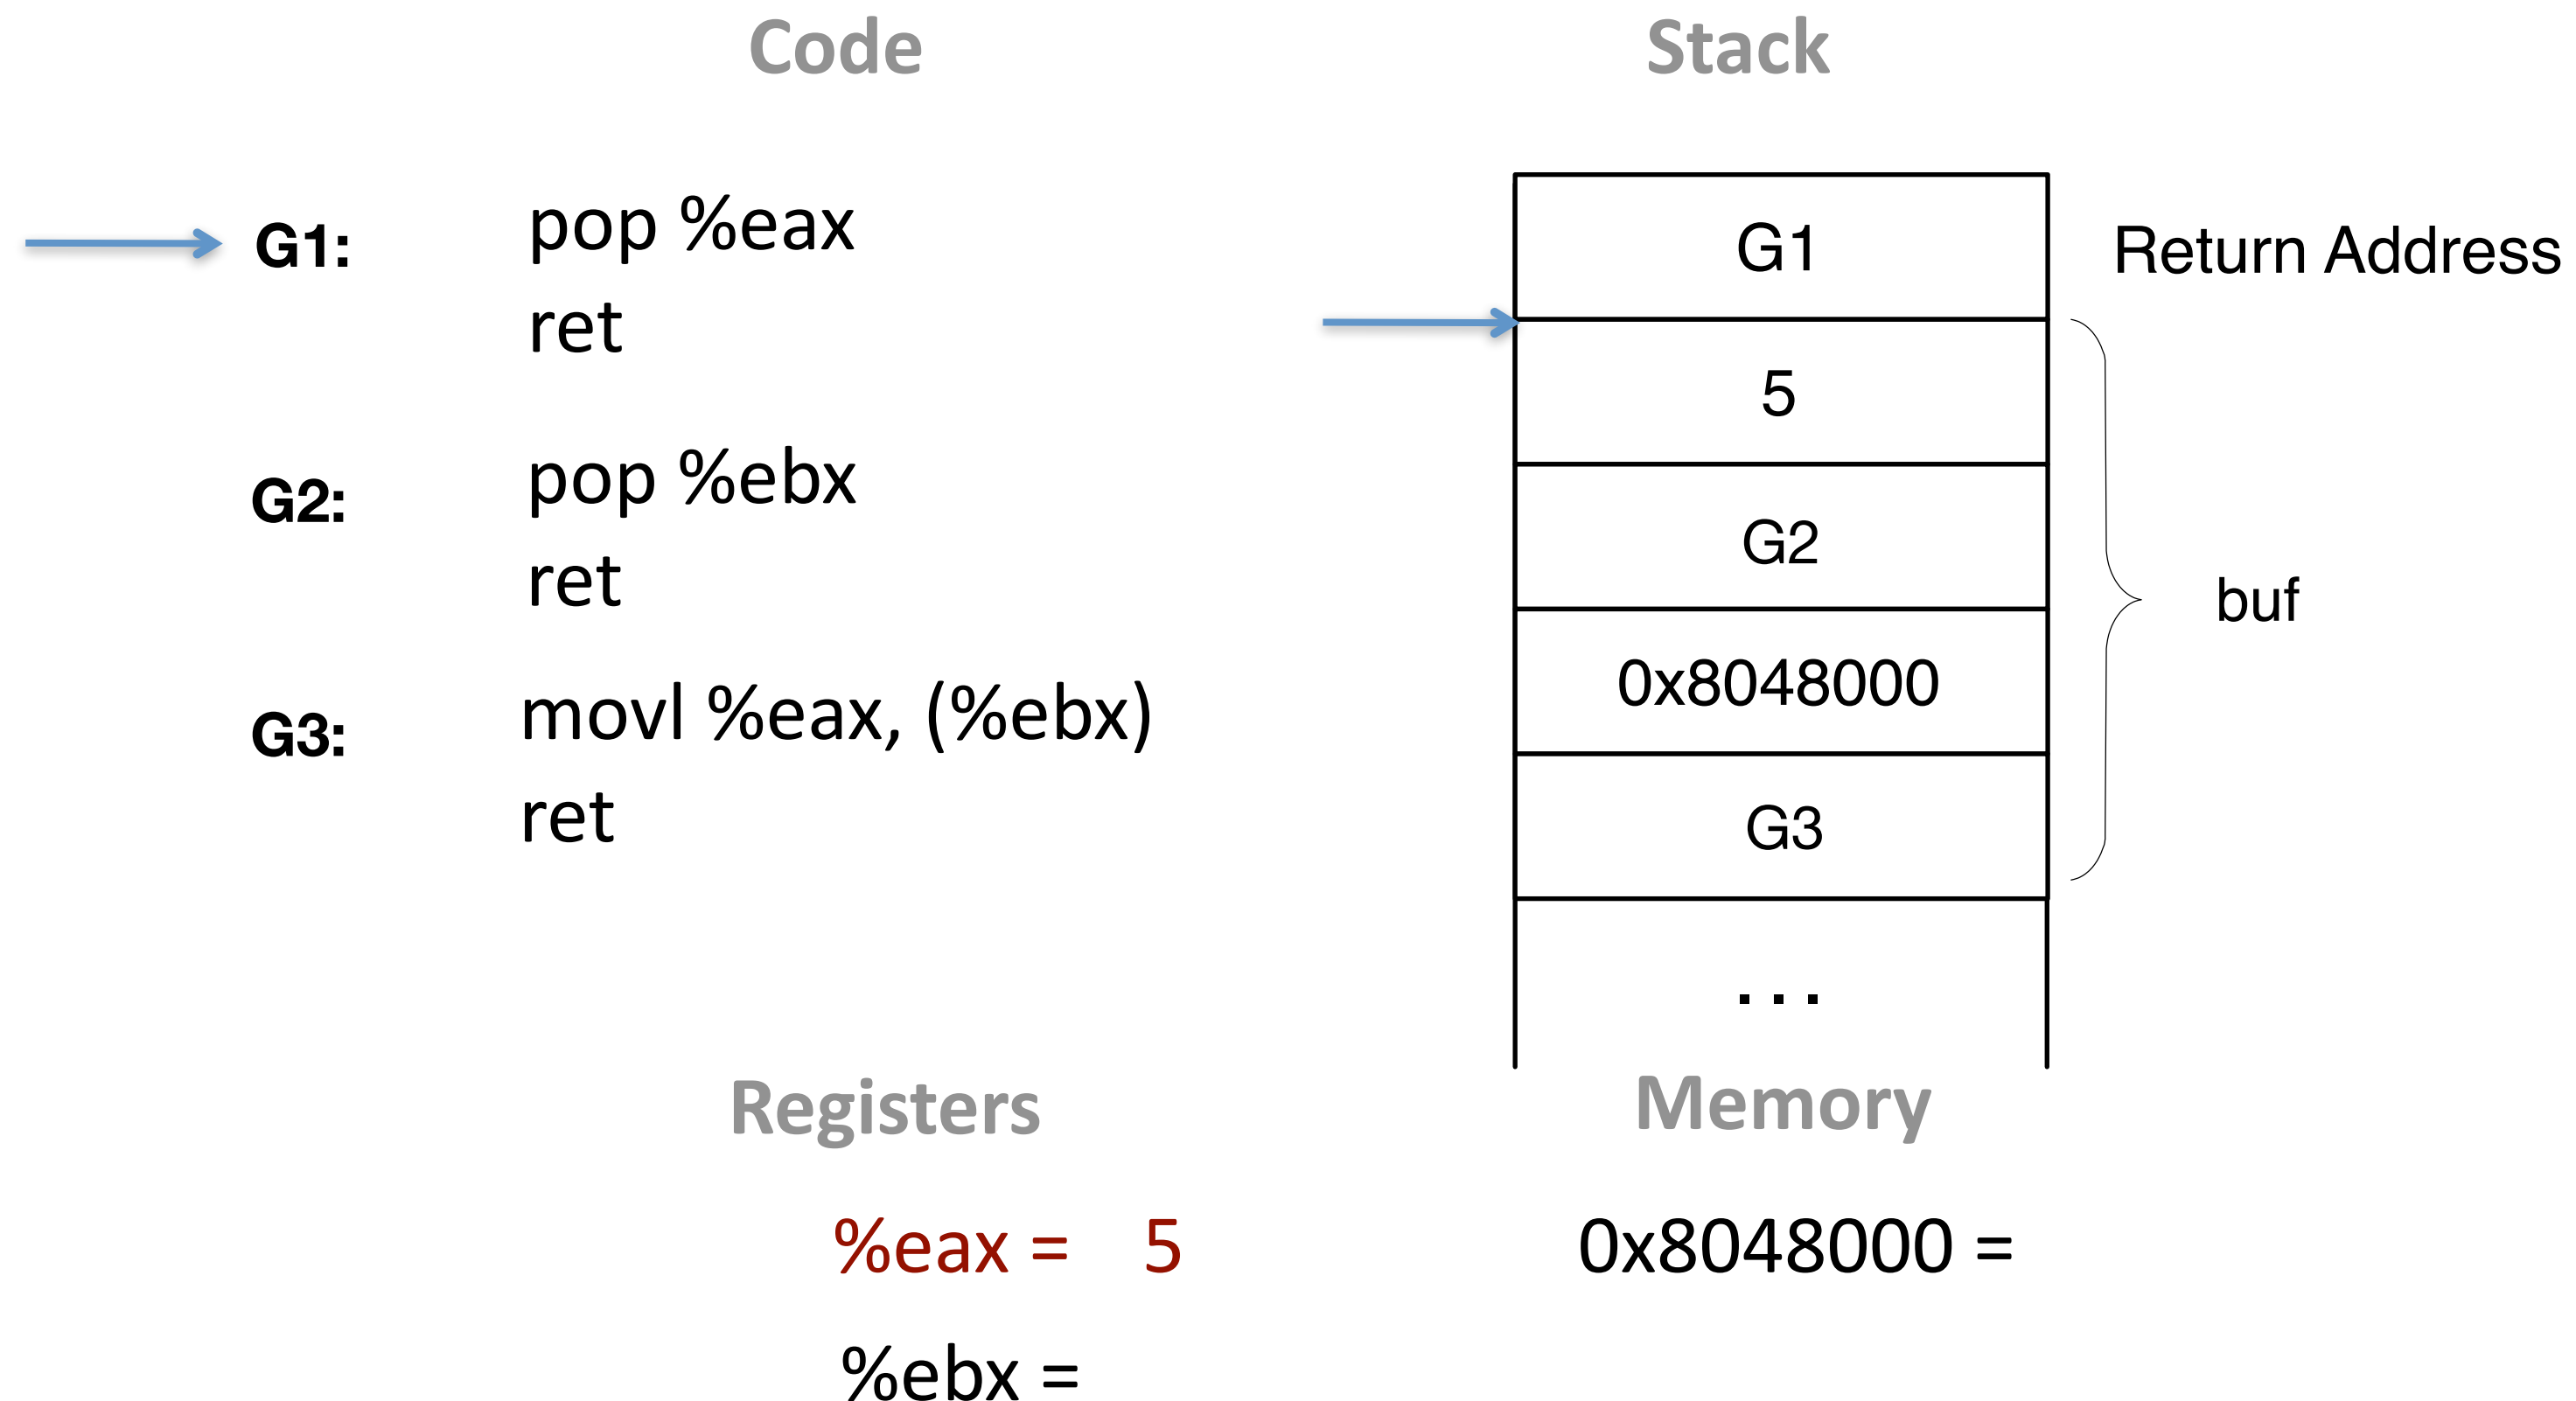 Code
G1: pop %eax
ret
G2: pop %ebx
ret
G3: movl %eax, (%ebx)
ret
Stack
G1 Return Address
5
G2
buf
0x8048000
G3
...
Registers
%eax = 5
%ebx =
Memory
0x8048000 =